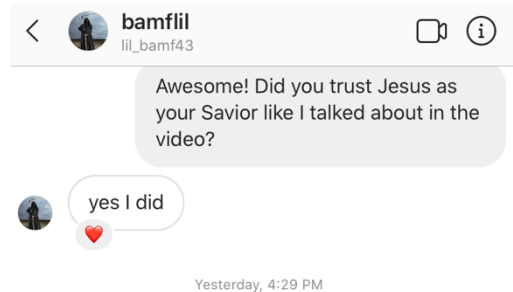 bamflil
lil_bamf43
Awesome! Did you trust Jesus as
your Savior like I talked about in the
video?
yes I did
Yesterday, 4:29 PM